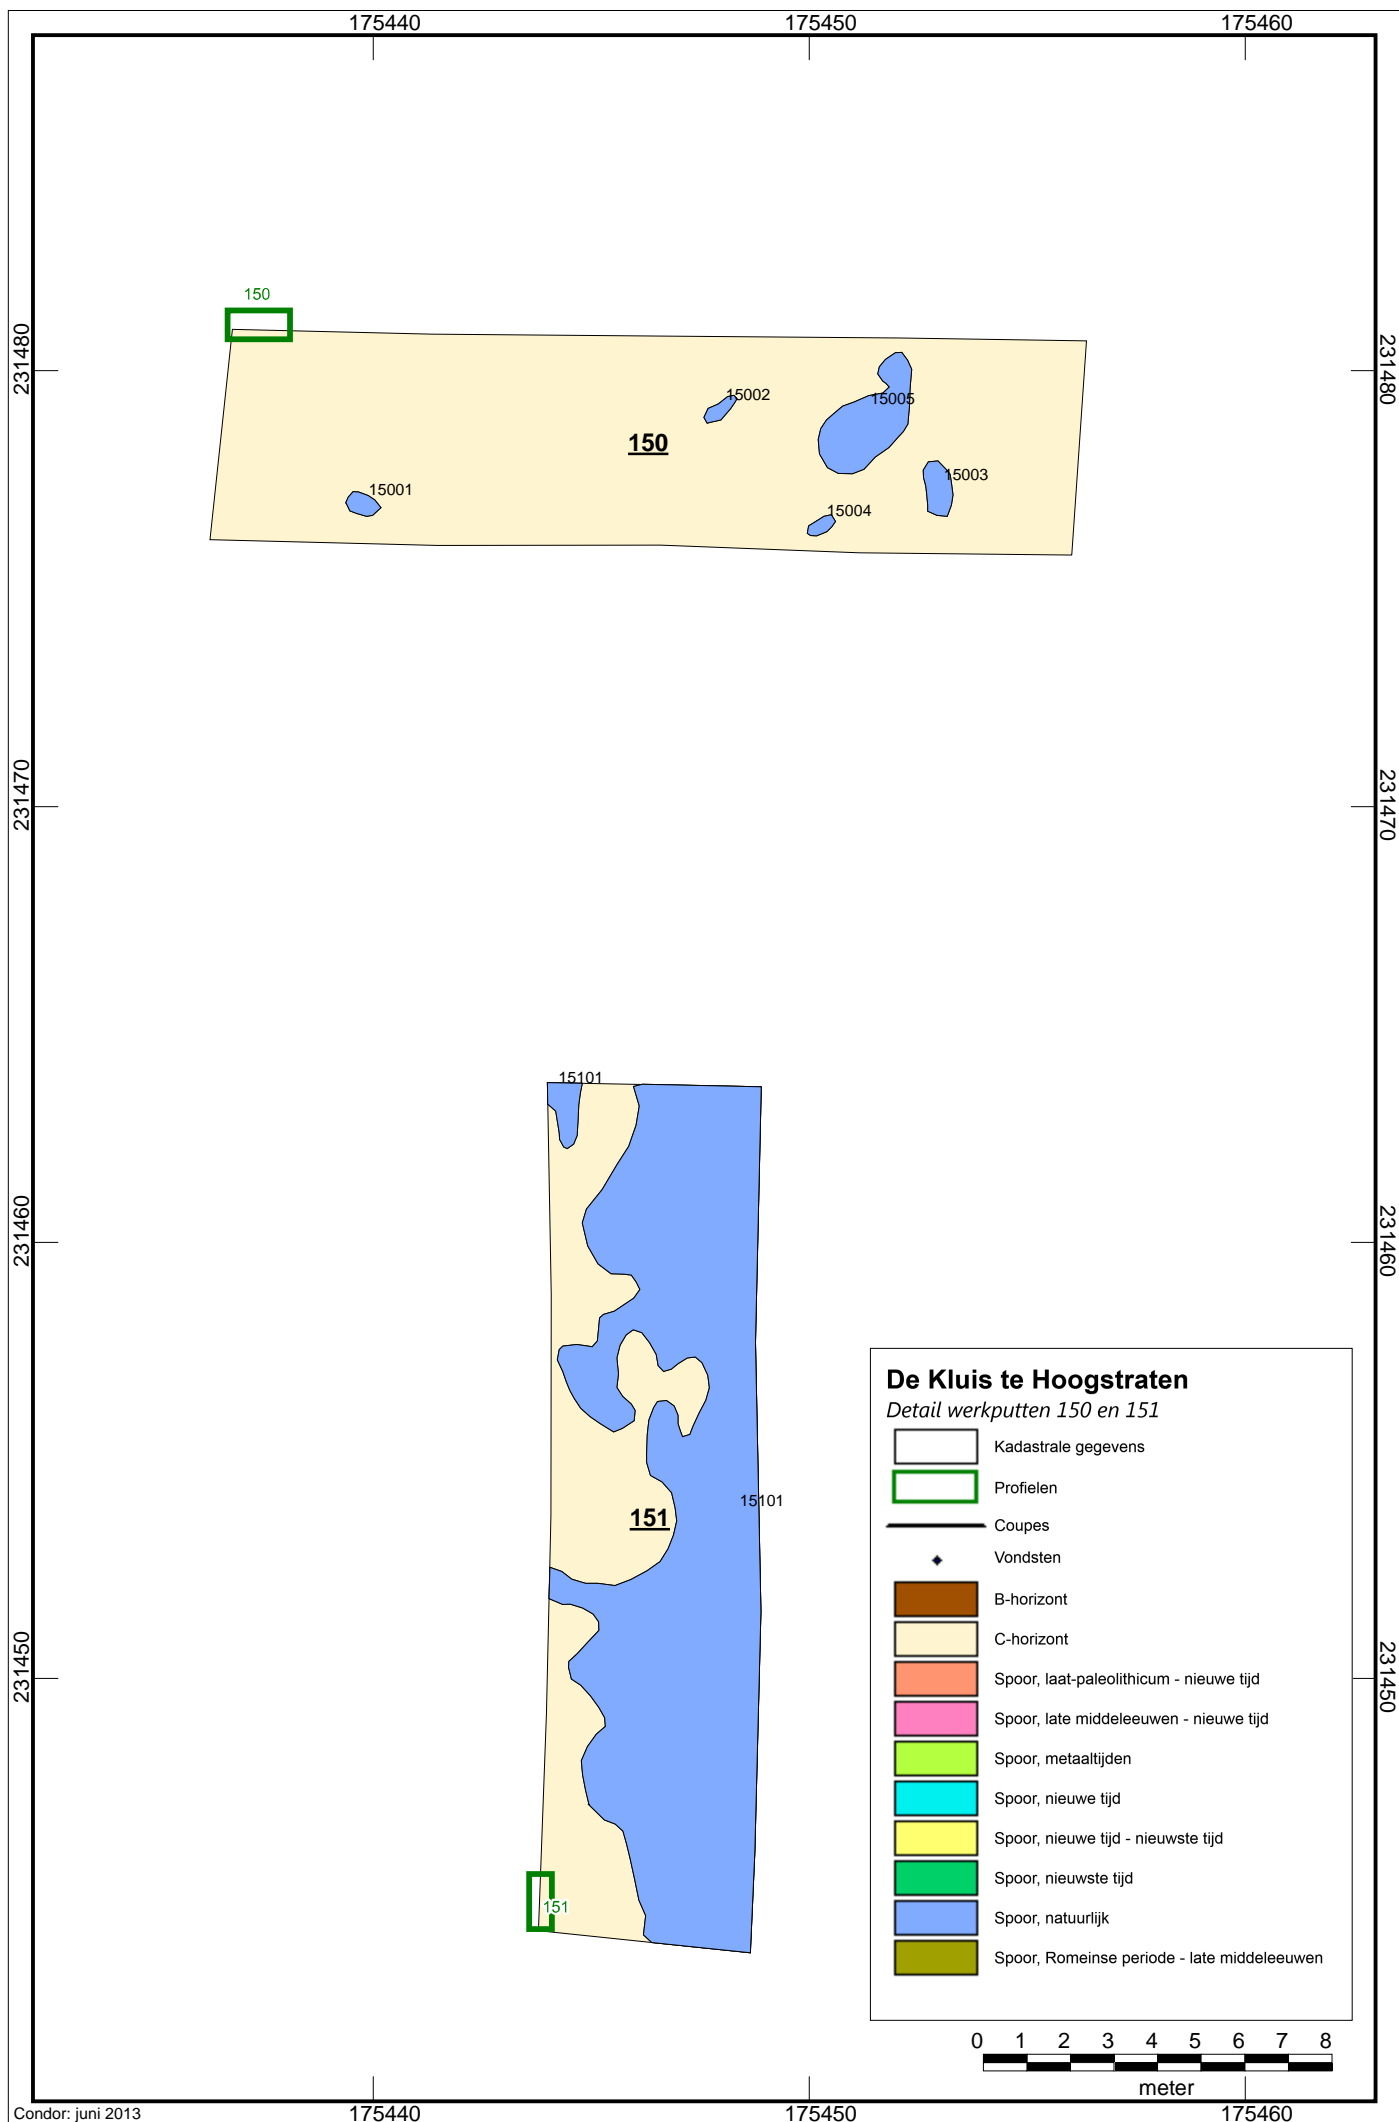 175440 175450 175460
150
231480 231480
15002
15005
150
15003
15001
15004
231470 231470
15101
231460 231460
De Kluis te Hoogstraten
Detail werkputten 150 en 151
Kadastrale gegevens
Profielen
15101
151
Coupes
Vondsten
B-horizont
C-horizont
231450 231450
Spoor, laat-paleolithicum - nieuwe tijd
Spoor, late middeleeuwen - nieuwe tijd
Spoor, metaaltijden
Spoor, nieuwe tijd
Spoor, nieuwe tijd - nieuwste tijd
Spoor, nieuwste tijd
151
Spoor, natuurlijk
Spoor, Romeinse periode - late middeleeuwen
0 1 2 3 4 5 6 7 8
meter
Condor: juni 2013
175440 175450 175460